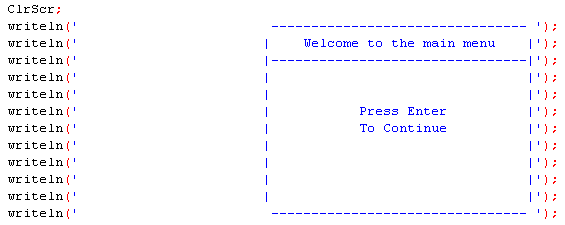 ClrScr;
writeln('                        -------------------------------- ');
writeln('                       |    Welcome to the main menu    |');
writeln('                       |--------------------------------|');
writeln('                       |                                |');
writeln('                       |                                |');
writeln('                       |           Press Enter          |');
writeln('                       |           To Continue          |');
writeln('                       |                                |');
writeln('                       |                                |');
writeln('                       |                                |');
writeln('                       |                                |');
writeln('                        -------------------------------- ');